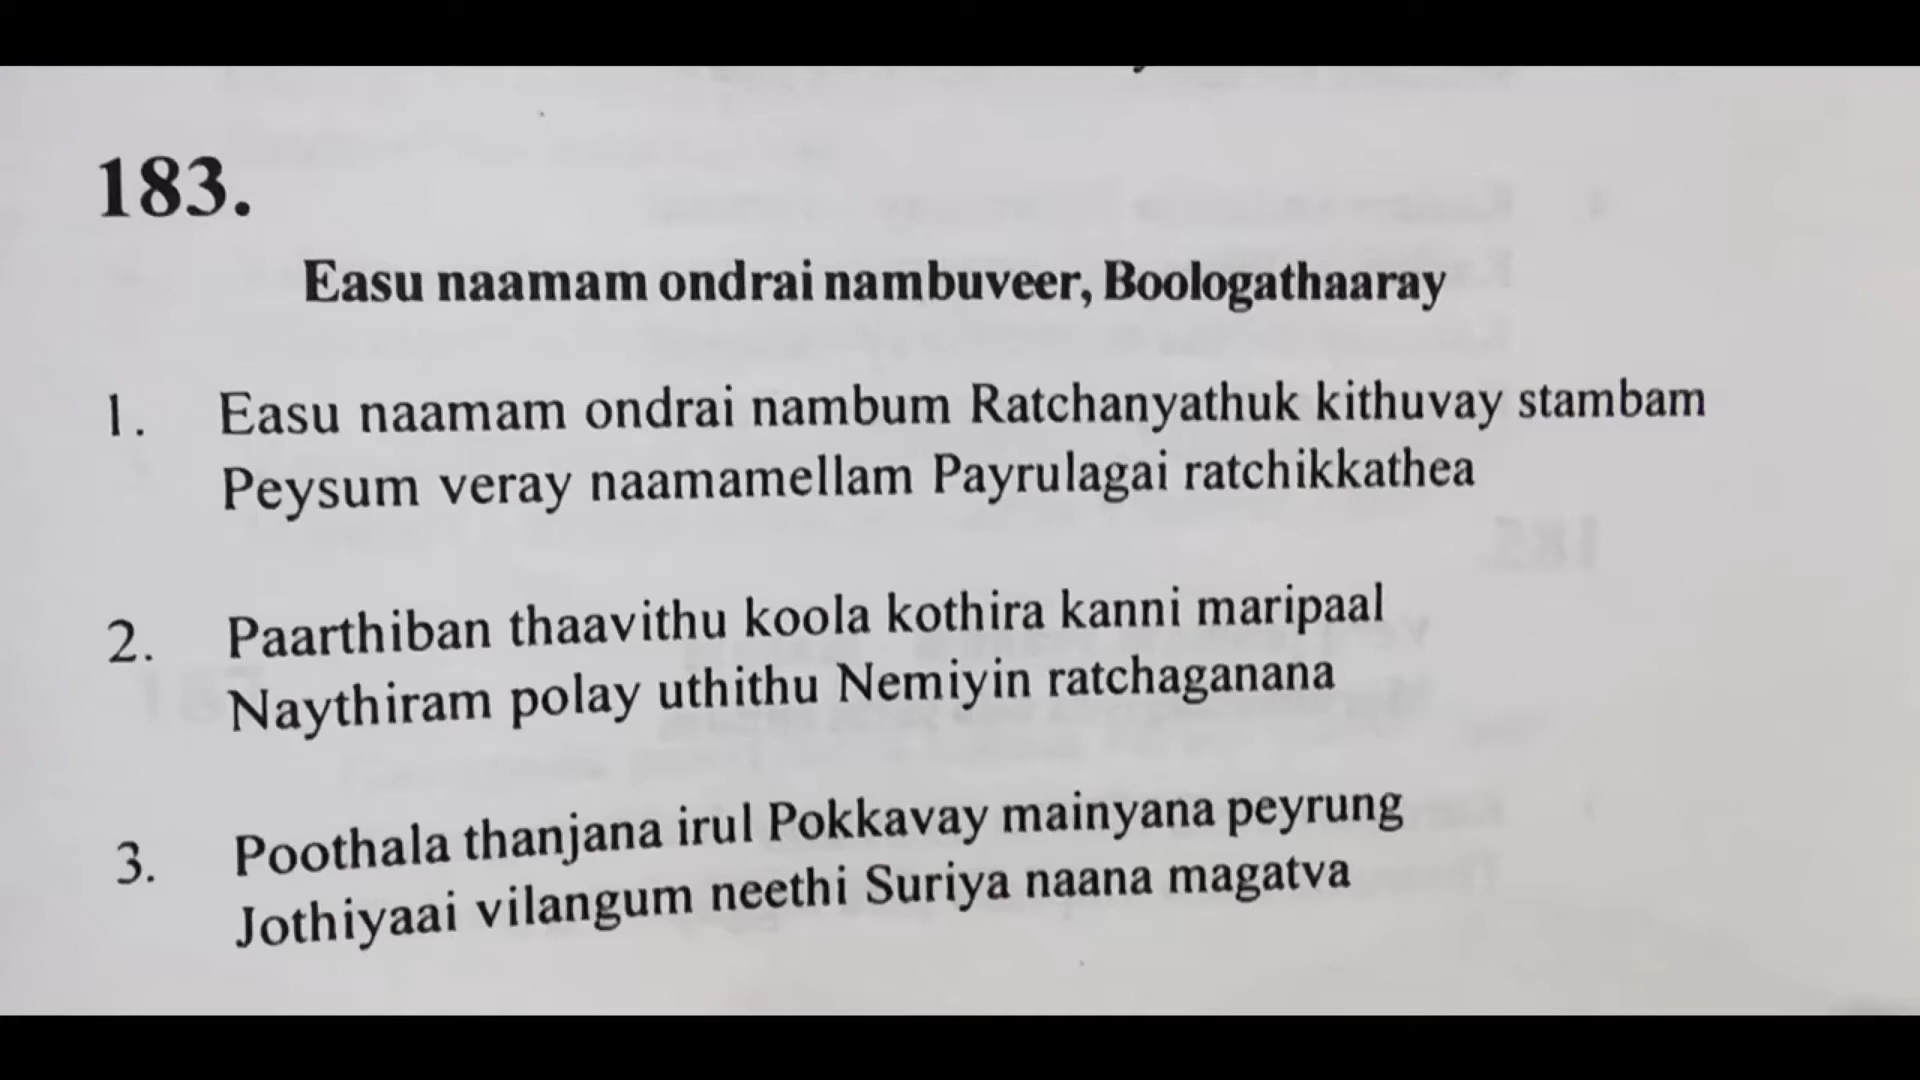 183.
Easu naamam ondrai nambuveer, Boologathaaray
1. Easu naamam ondrai nambum Ratchanyathuk kithuvay stambam
Peysum veray naamamellam Payrulagai ratchikkathea
2. Paarthiban thaavithu koola kothira kanni maripaal
Naythiram polay uthithu Nemiyin ratchaganana
3. Poothala thanjana irul Pokkavay mainyana peyrung
Jothiyaai vilangum neethi Suriya naana magatva